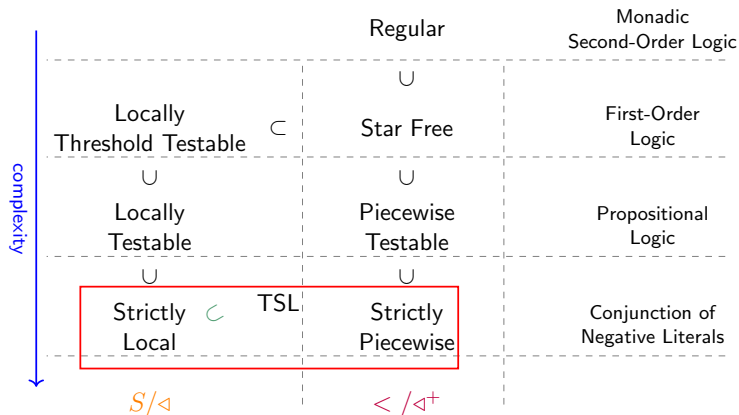 Regular
Monadic
Second-Order Logic
∪
Locally
Threshold Testable
⊂
Star Free
First-Order
Logic
∪
∪
complexity
Locally
Testable
Piecewise
Testable
Propositional
Logic
∪
∪
Strictly
Local
⊂
TSL
Strictly
Piecewise
Conjunction of
Negative Literals
S/◁
< /◁⁺